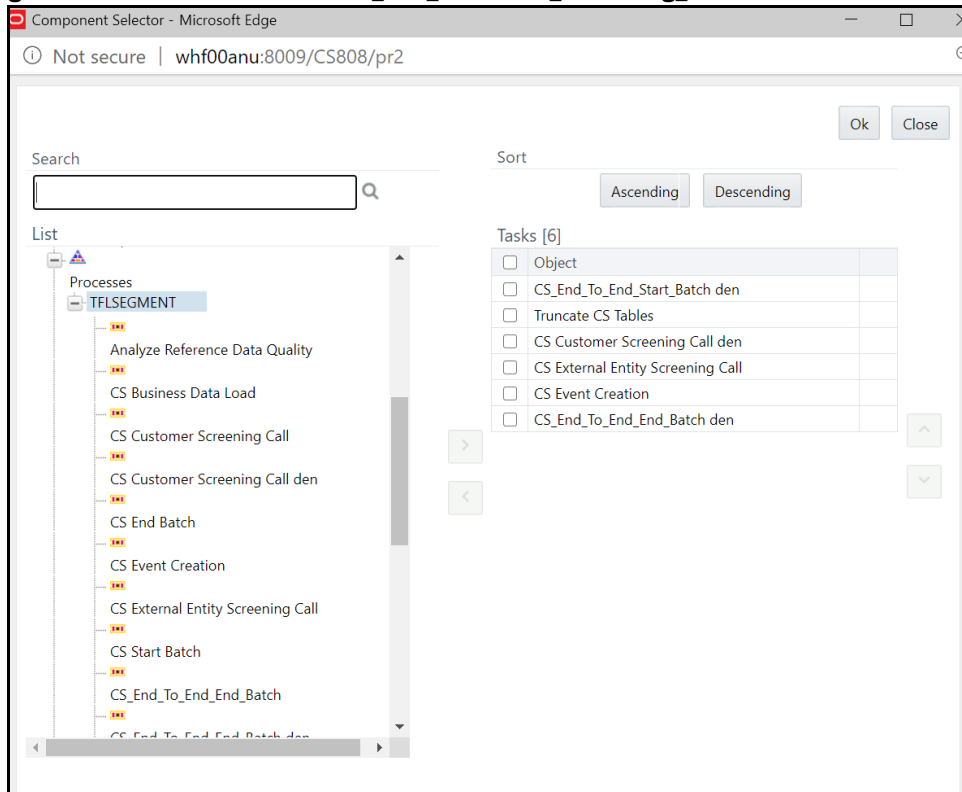 Component Selector - Microsoft Edge
Not secure | whf00anu:8009/CS808/pr2
Ok Close
Search
Sort
Ascending Descending
List
Tasks [6]
Object
Processes
TFLSEGMENT
CS_End_To_End_Start_Batch den
Truncate CS Tables
Analyze Reference Data Quality
CS Customer Screening Call den
CS External Entity Screening Call
CS Business Data Load
CS Event Creation
CS_End_To_End_End_Batch den
CS Customer Screening Call
CS Customer Screening Call den
CS End Batch
CS Event Creation
CS External Entity Screening Call
CS Start Batch
CS_End_To_End_End_Batch
CS_End_To_End_End_Batch den